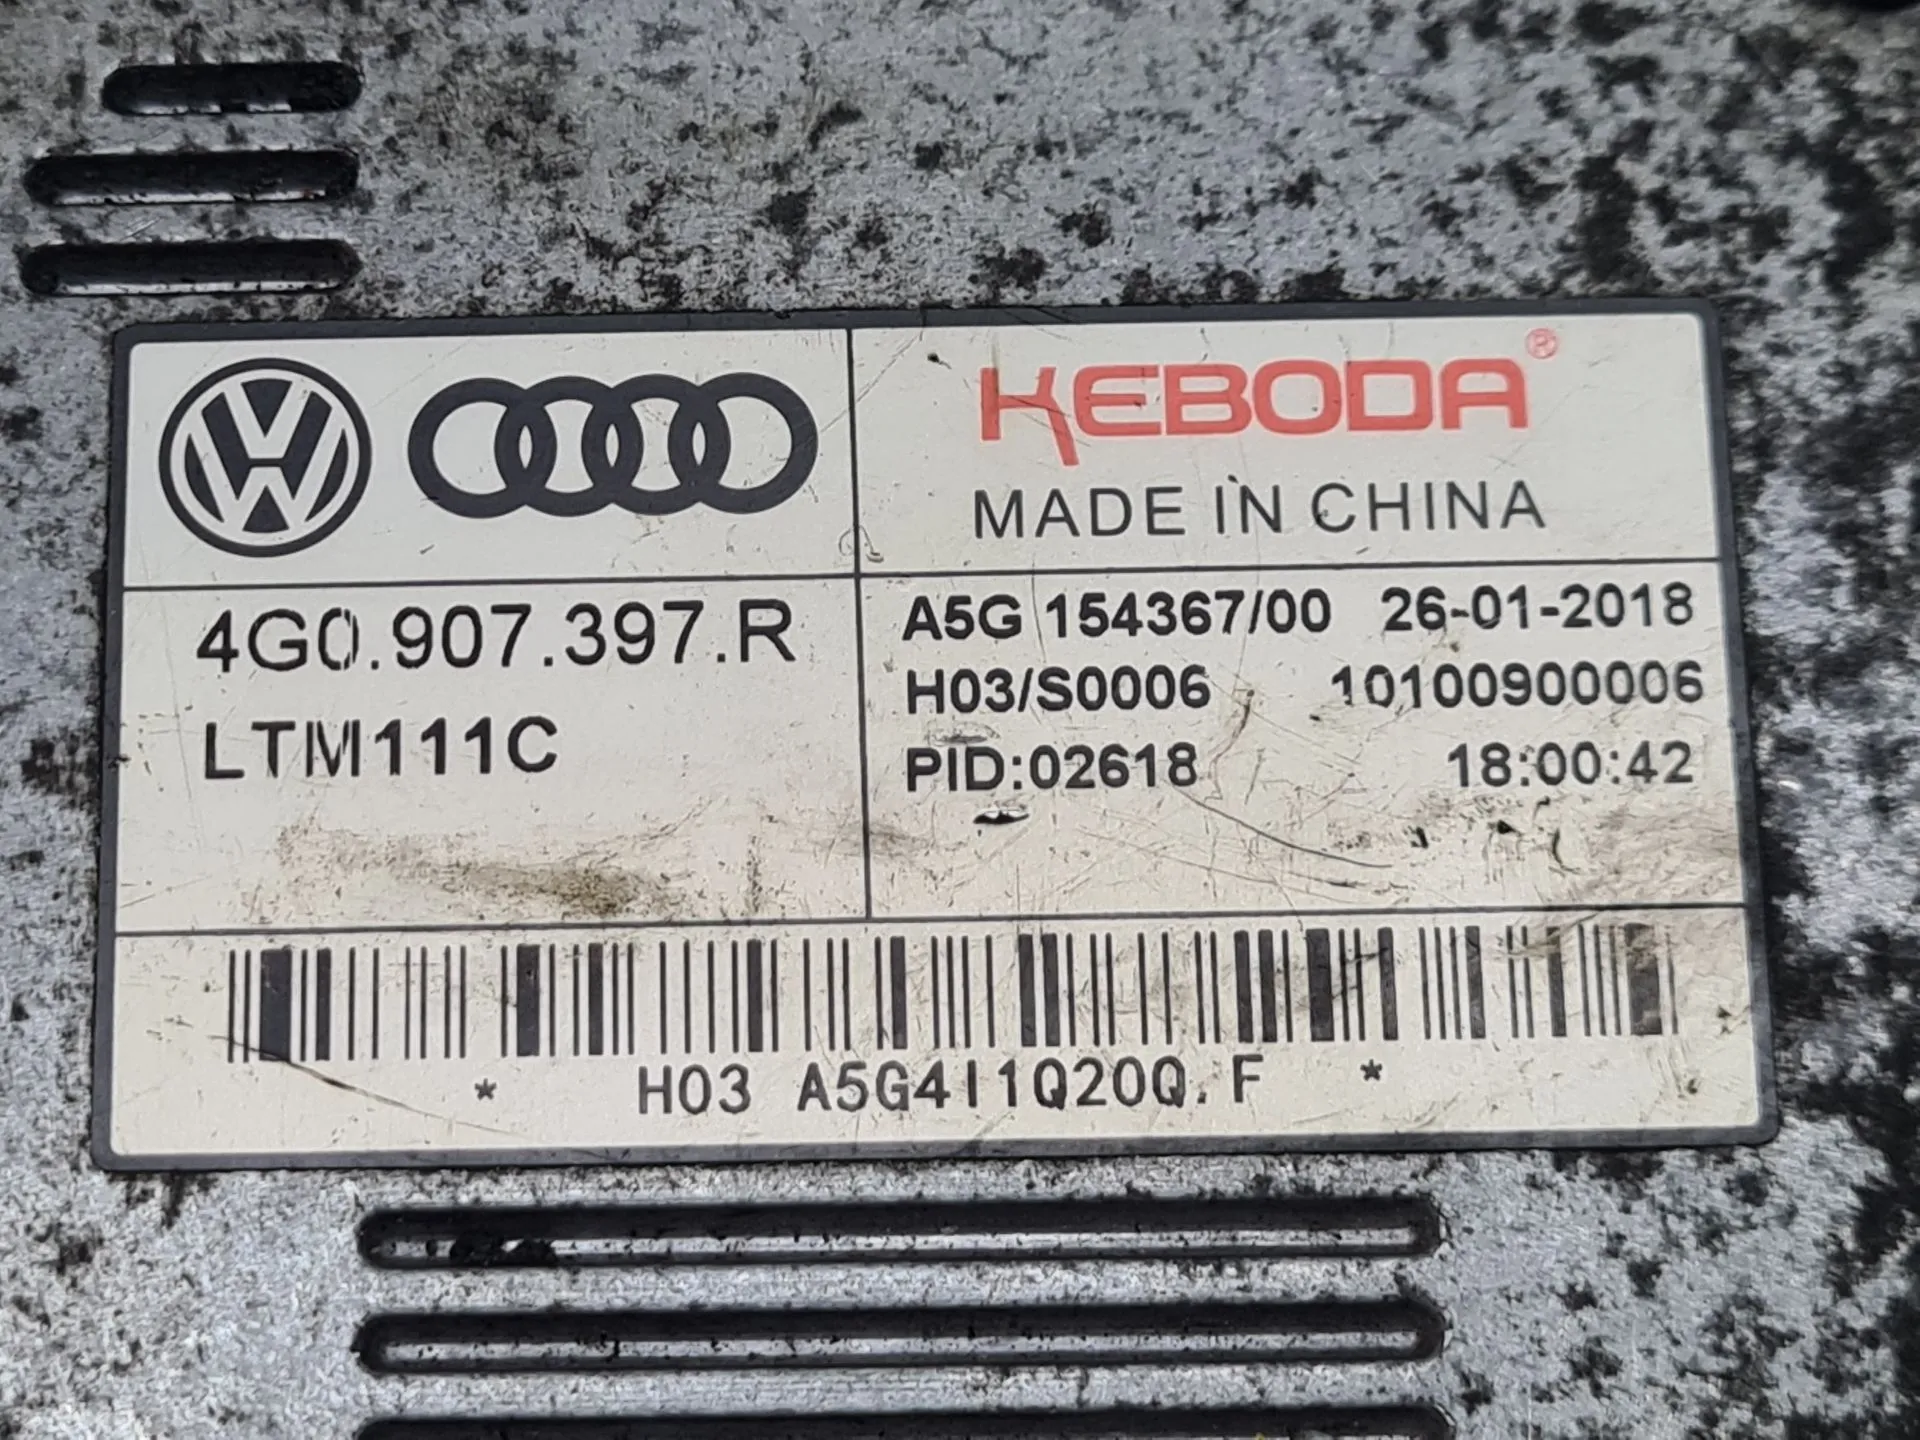 KEBODA®
MADE IN CHINA
4G0.907.397.R
LTM111C
A5G 154367/00 26-01-2018
H03/S0006 10100900006
PID:02618 18:00:42
* H03 A5G4I1Q20Q.F *